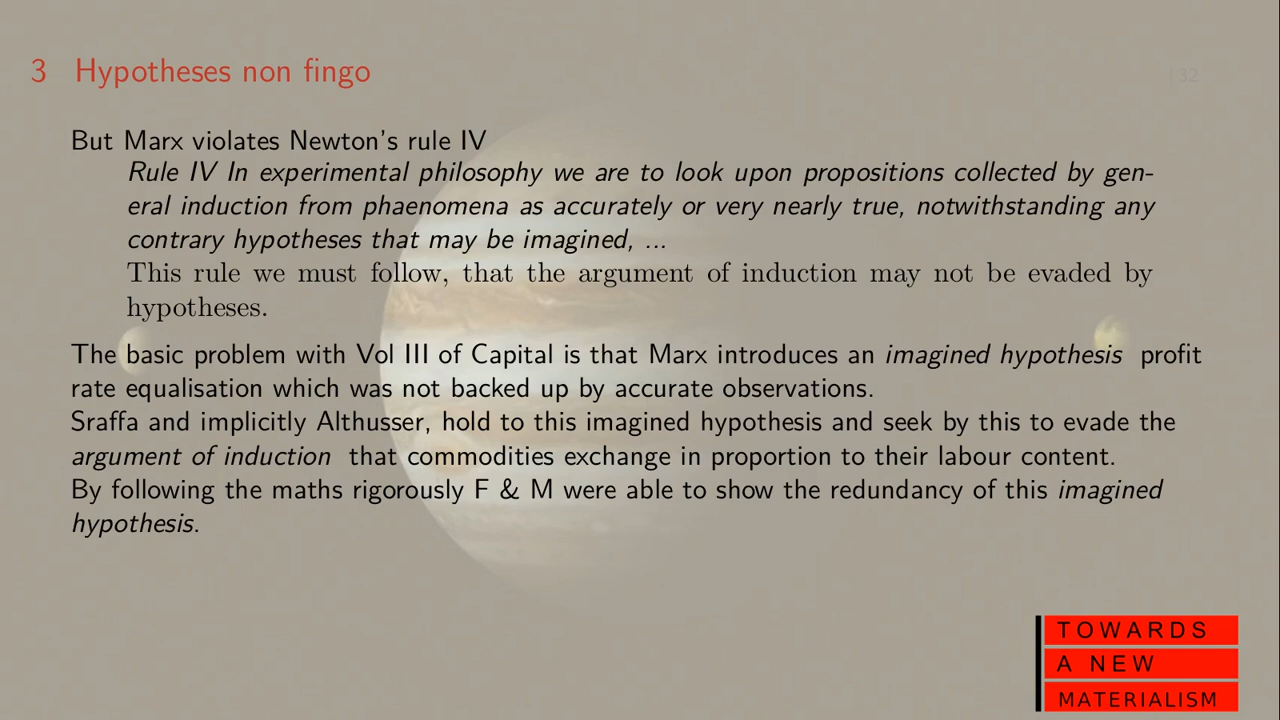 3 Hypotheses non fingo
| 32
But Marx violates Newton's rule IV
Rule IV In experimental philosophy we are to look upon propositions collected by gen-
eral induction from phaenomena as accurately or very nearly true, notwithstanding any
contrary hypotheses that may be imagined, ...
This rule we must follow, that the argument of induction may not be evaded by
hypotheses.
The basic problem with Vol III of Capital is that Marx introduces an imagined hypothesis profit
rate equalisation which was not backed up by accurate observations.
Sraffa and implicitly Althusser, hold to this imagined hypothesis and seek by this to evade the
argument of induction that commodities exchange in proportion to their labour content.
By following the maths rigorously F & M were able to show the redundancy of this imagined
hypothesis.
TOWARDS
A NEW
MATERIALISM